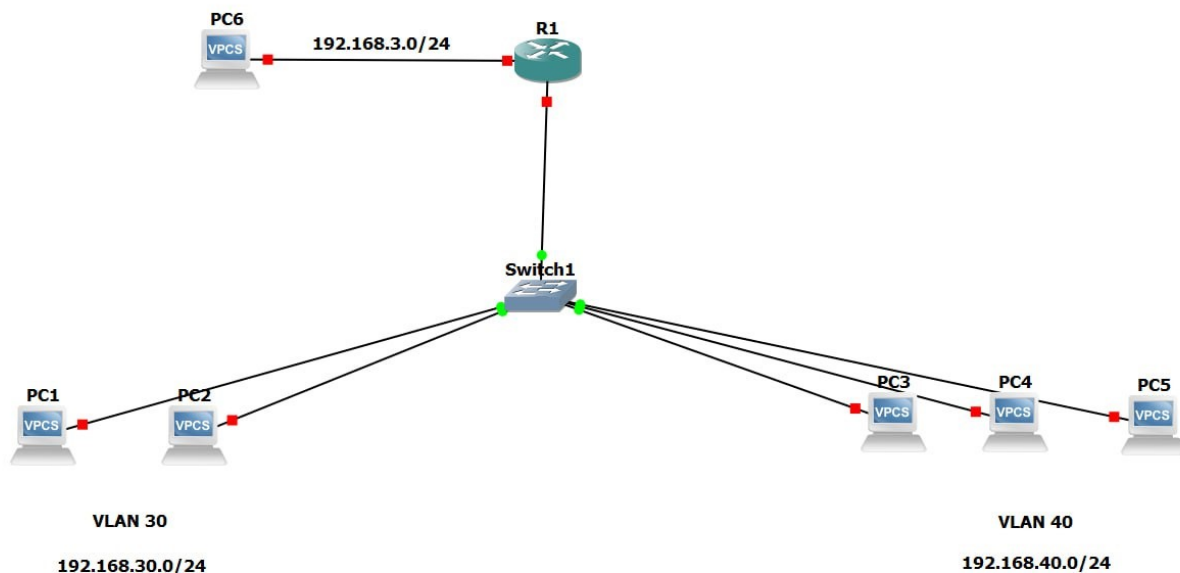 PC6
R1
192.168.3.0/24
VPCS
Switch1
PC1
PC2
PC3
PC4
PC5
VPCS
VPCS
VPCS
VPCS
VPCS
VLAN 30
VLAN 40
192.168.30.0/24
192.168.40.0/24